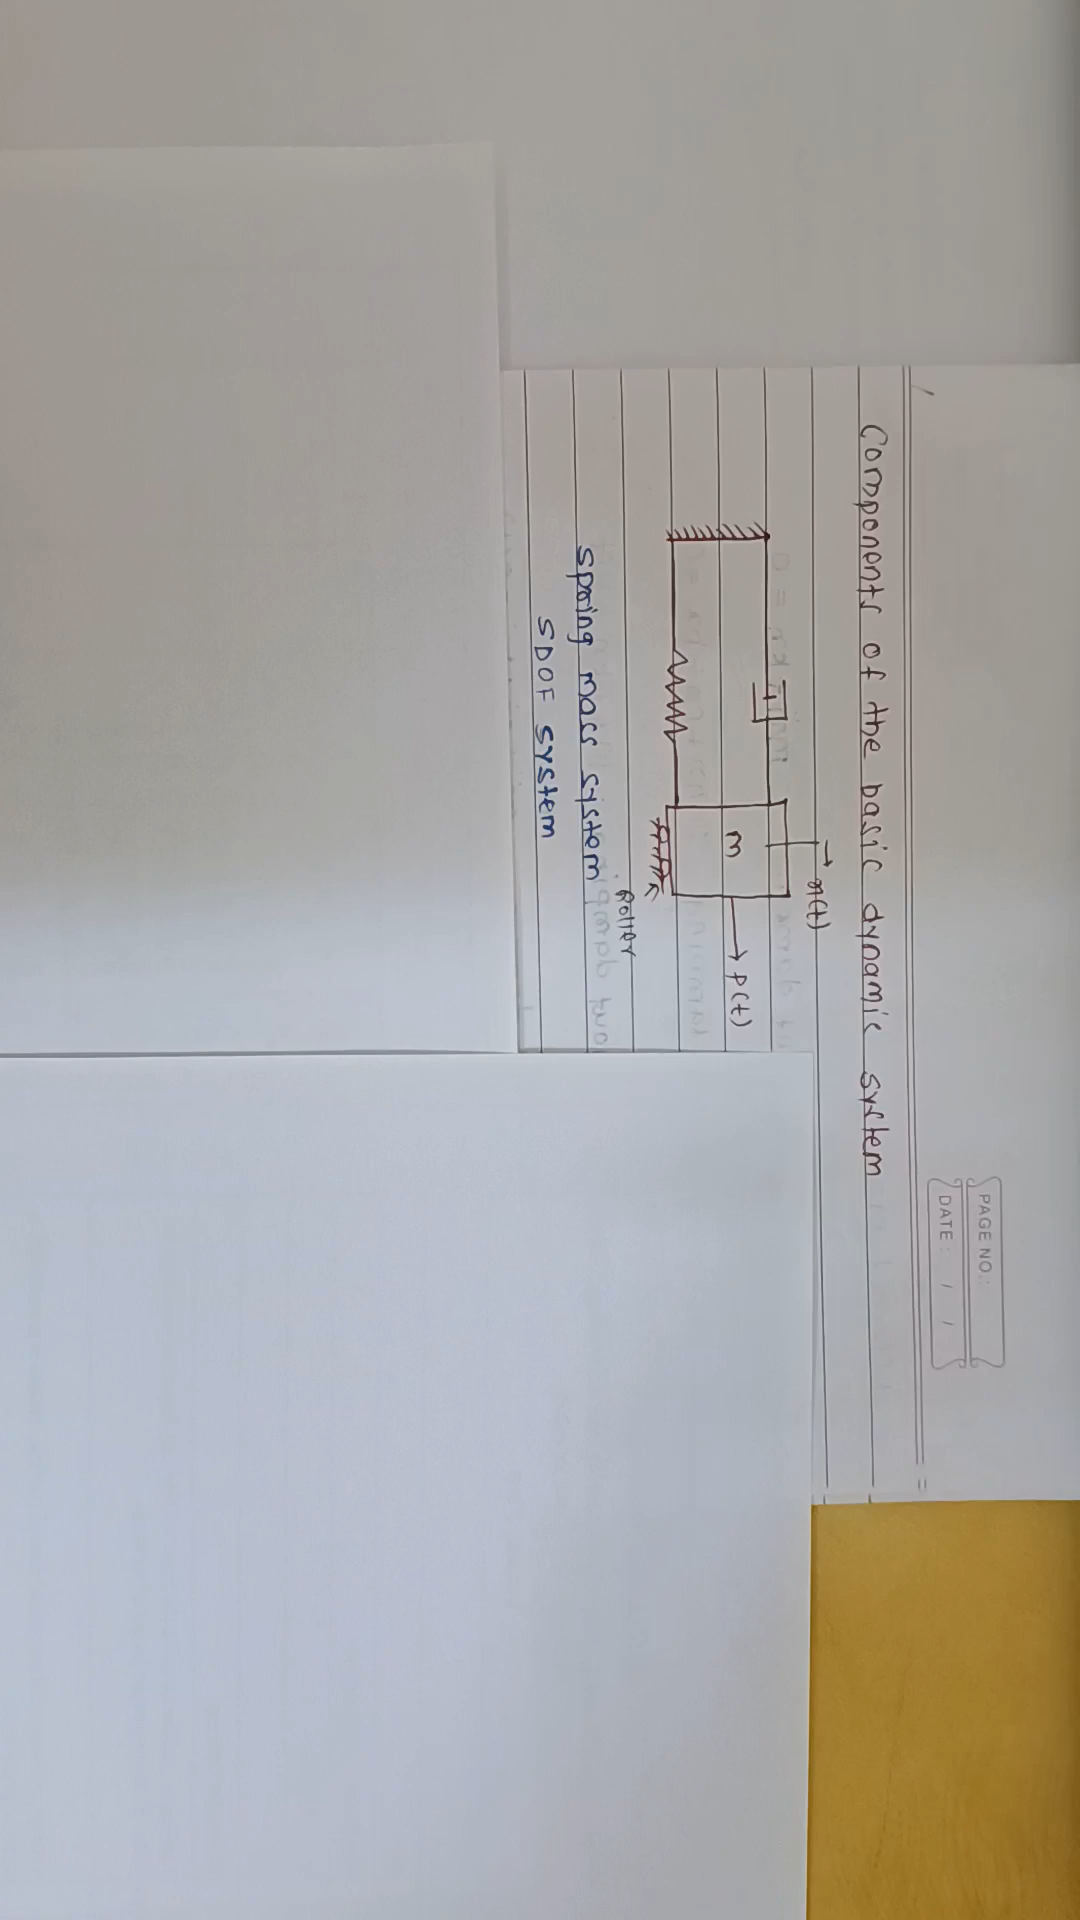 PAGE NO.:
DATE: / /
Components of the basic dynamic system
x(t)
m
P(t)
Roller
spring mass system
SDOF system